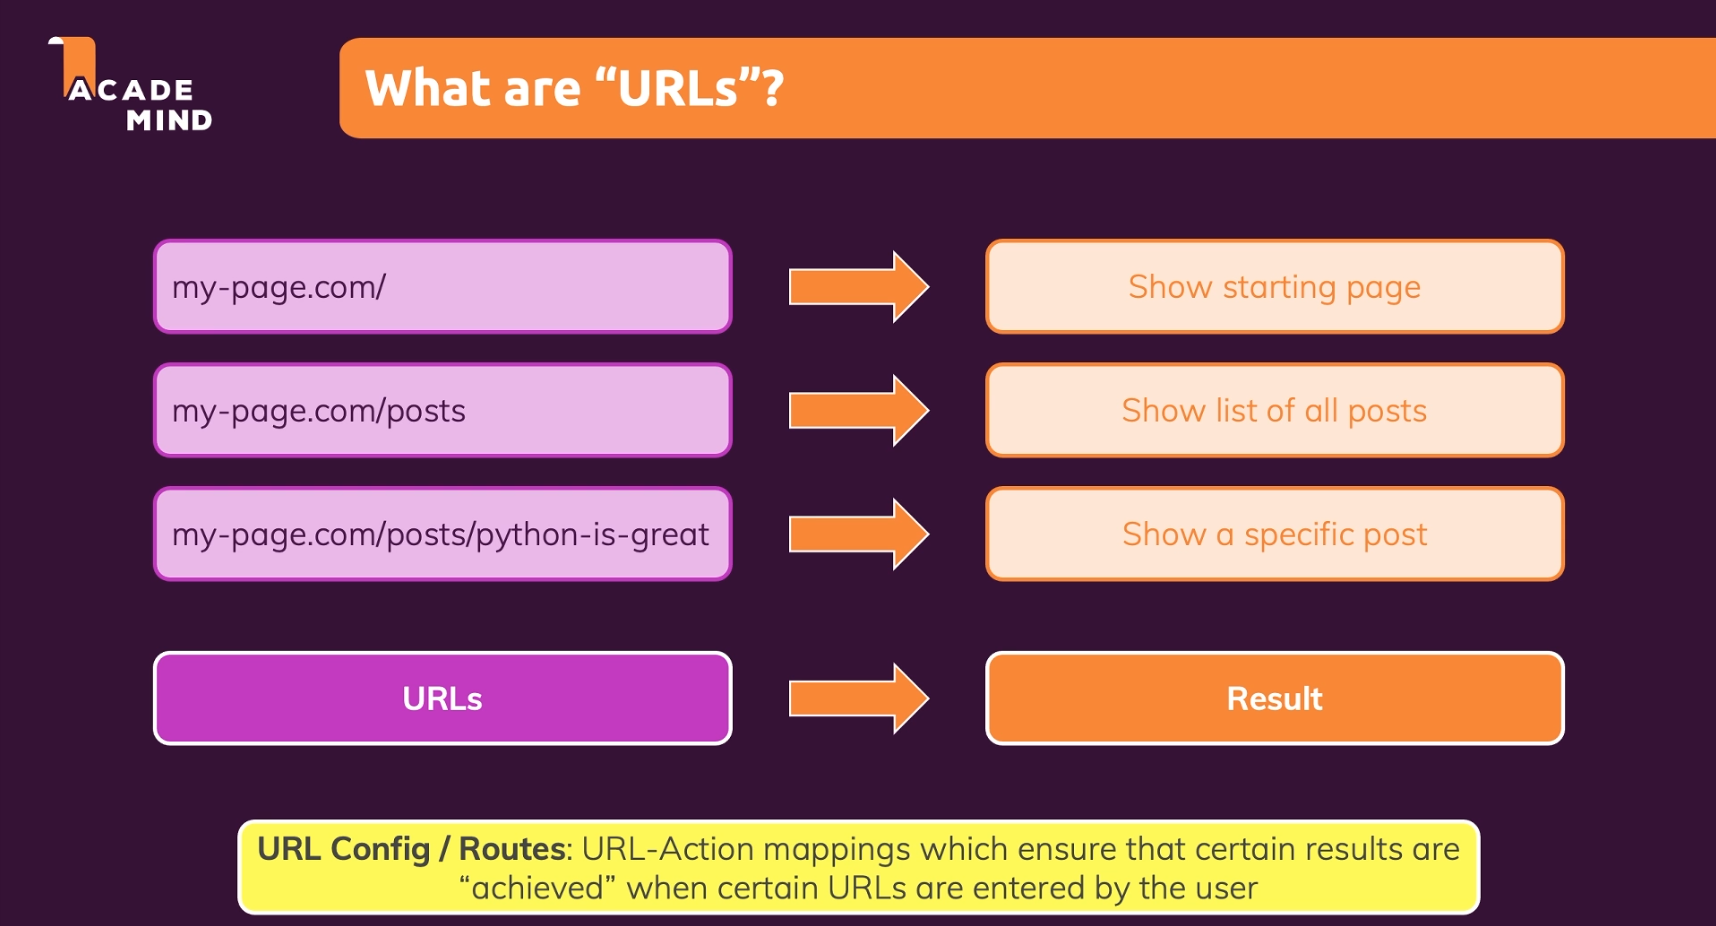 ACADE
MIND
What are “URLs”?
my-page.com/
Show starting page
my-page.com/posts
Show list of all posts
my-page.com/posts/python-is-great
Show a specific post
URLs
Result
URL Config / Routes: URL-Action mappings which ensure that certain results are
“achieved” when certain URLs are entered by the user